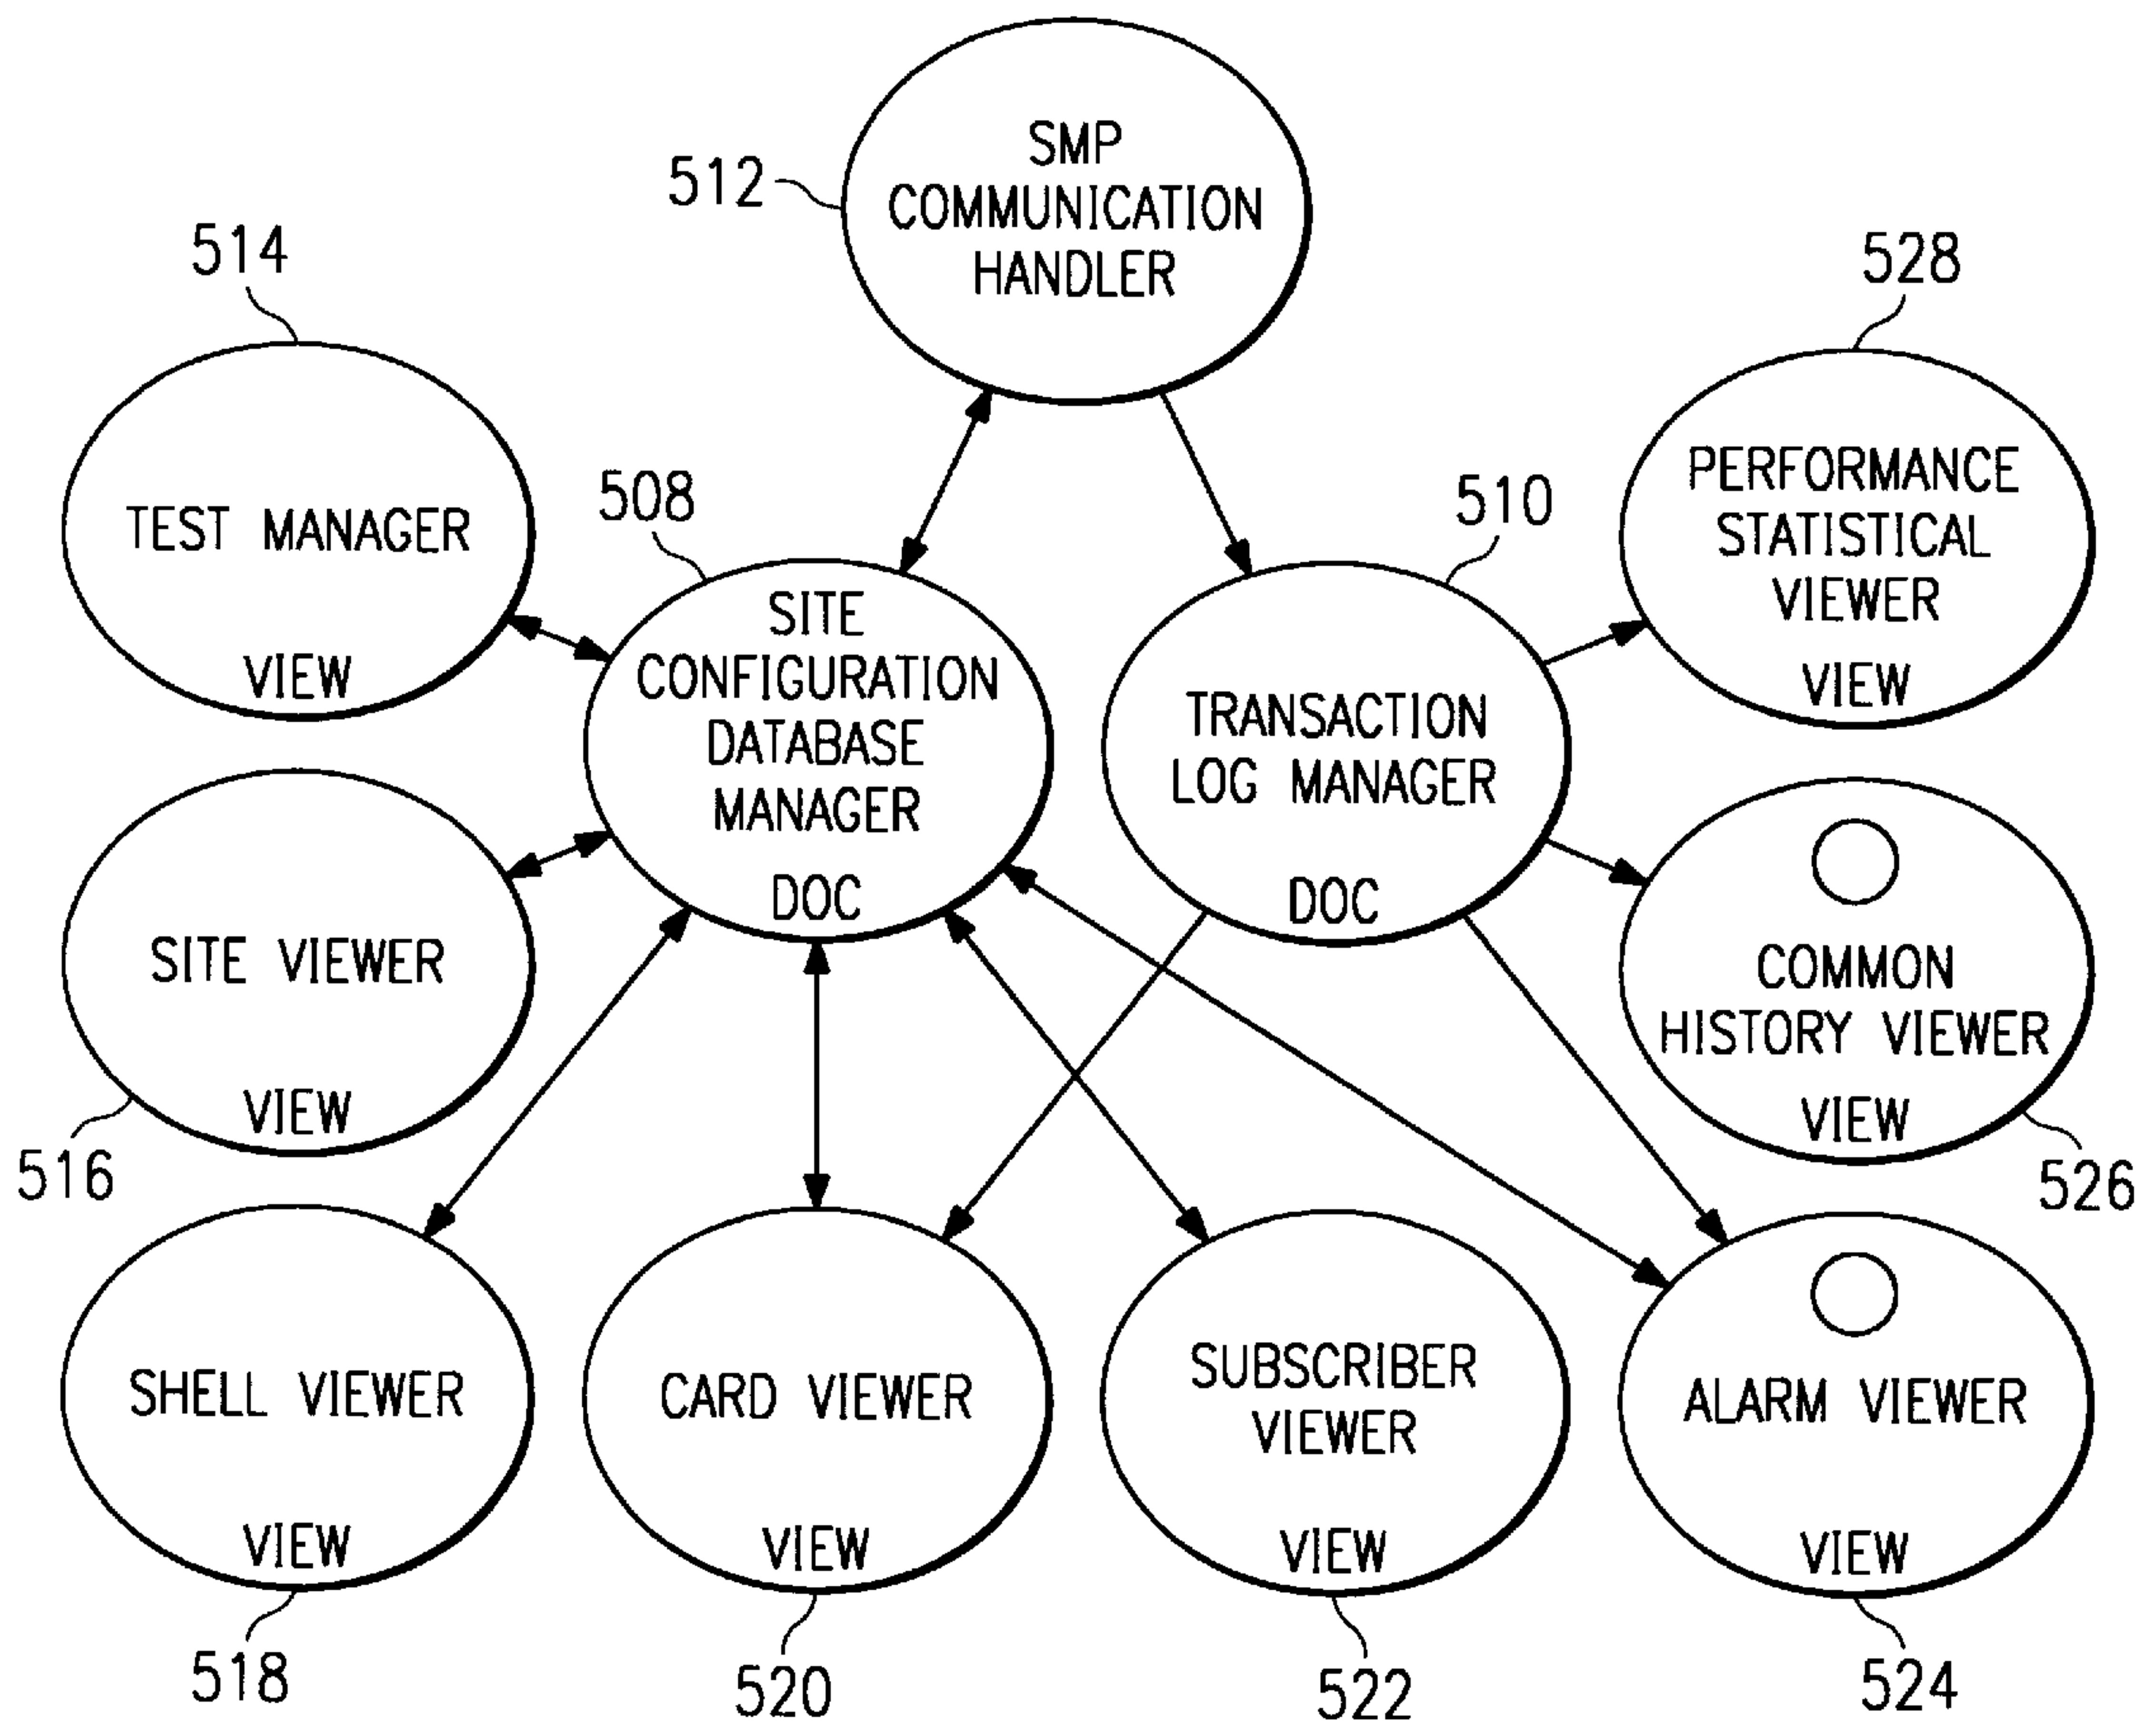 SMP
COMMUNICATION
HANDLER
512
514
528
TEST MANAGER
VIEW
508
510
PERFORMANCE
STATISTICAL
VIEWER
VIEW
SITE
CONFIGURATION
DATABASE
MANAGER
DOC
TRANSACTION
LOG MANAGER
DOC
SITE VIEWER
VIEW
516
COMMON
HISTORY VIEWER
VIEW
526
SHELL VIEWER
VIEW
518
CARD VIEWER
VIEW
520
SUBSCRIBER
VIEWER
VIEW
522
ALARM VIEWER
VIEW
524